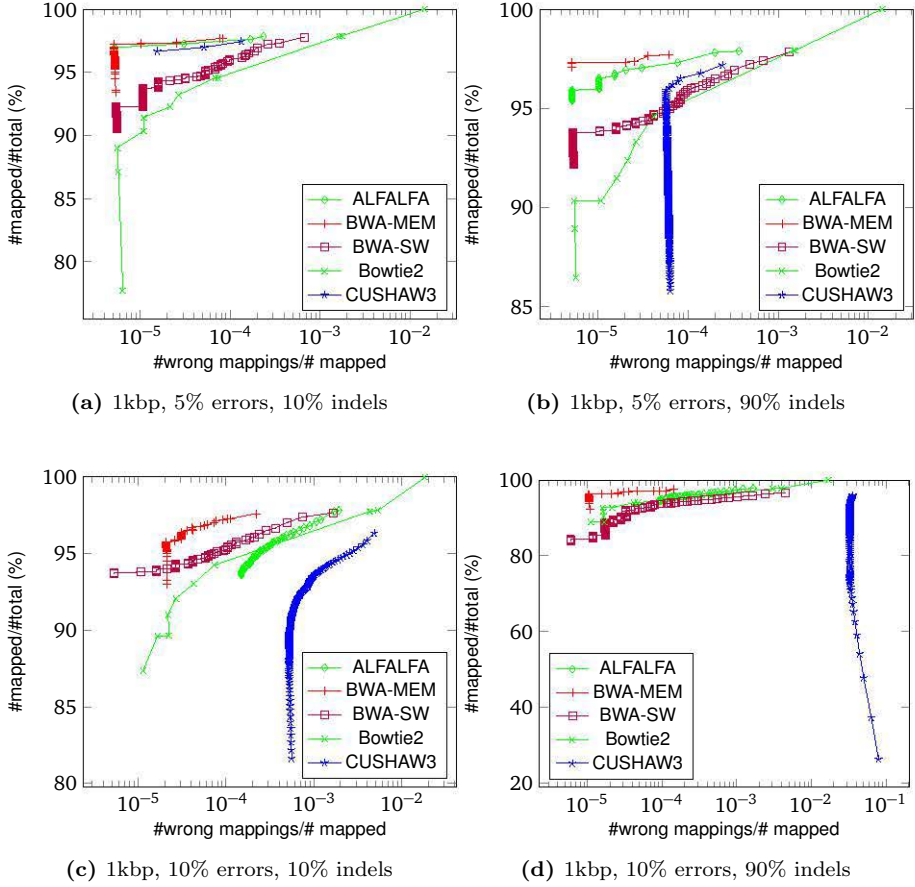 100
95
90
85
80
#mapped/#total (%)
10−5
10−4
10−3
10−2
#wrong mappings/# mapped
ALFALFA
BWA-MEM
BWA-SW
Bowtie2
CUSHAW3
(a) 1kbp, 5% errors, 10% indels
100
95
90
85
#mapped/#total (%)
10−5
10−4
10−3
10−2
#wrong mappings/# mapped
ALFALFA
BWA-MEM
BWA-SW
Bowtie2
CUSHAW3
(b) 1kbp, 5% errors, 90% indels
100
95
90
85
80
#mapped/#total (%)
10−5
10−4
10−3
10−2
#wrong mappings/# mapped
ALFALFA
BWA-MEM
BWA-SW
Bowtie2
CUSHAW3
(c) 1kbp, 10% errors, 10% indels
100
80
60
40
20
#mapped/#total (%)
10−5
10−4
10−3
10−2
10−1
#wrong mappings/# mapped
ALFALFA
BWA-MEM
BWA-SW
Bowtie2
CUSHAW3
(d) 1kbp, 10% errors, 90% indels